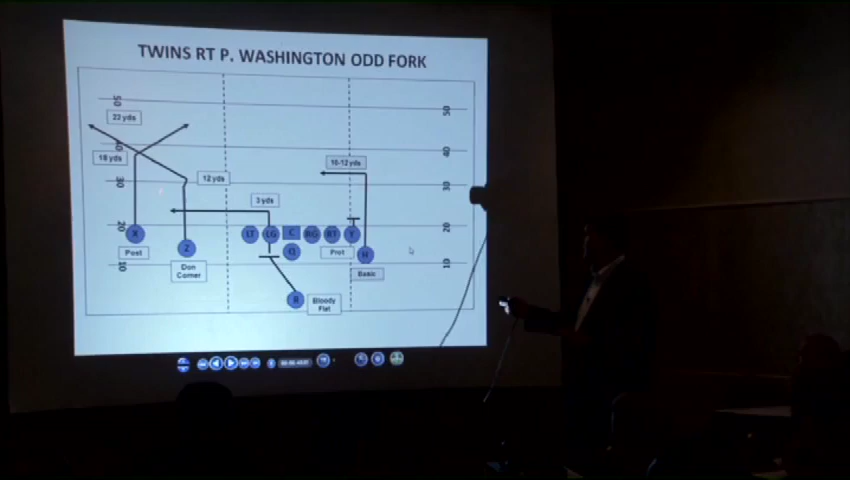 TWINS RT P. WASHINGTON ODD FORK
50
50
22 yds
40
40
18 yds
10-12 yds
12 yds
30
30
3 yds
20
20
X
Z
LT
LG
C
RG
RT
Y
Q
H
Post
Prot
10
10
Don
Corner
Basic
R
Bloody
Flat